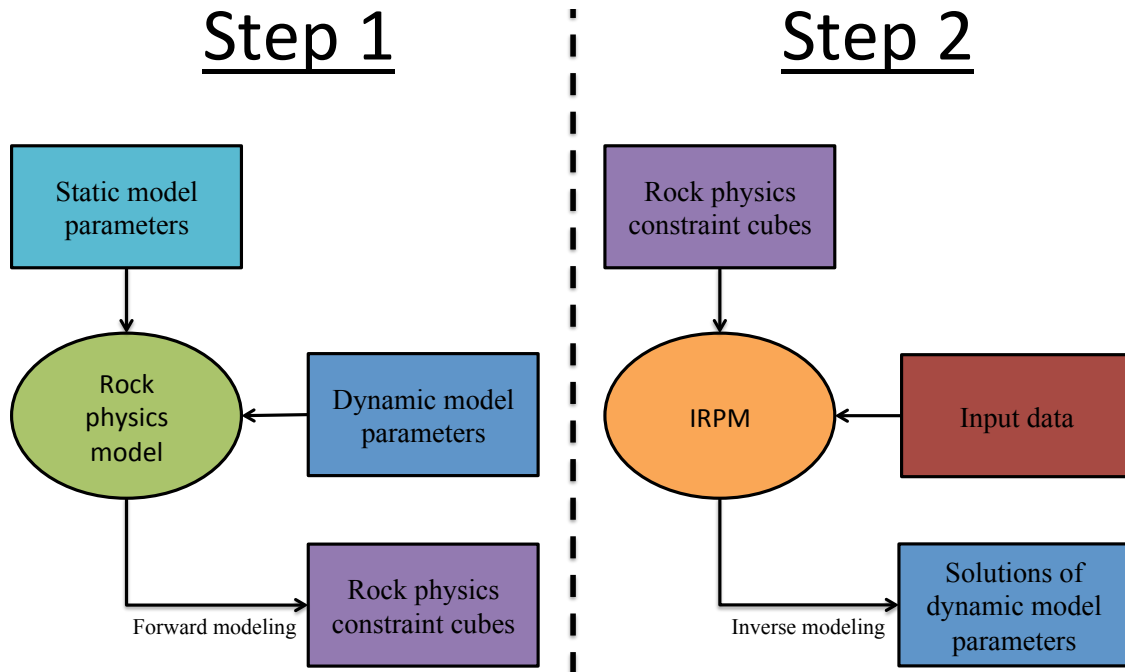 Step 1
Static model
parameters
Rock
physics
model
Dynamic model
parameters
Forward modeling
Rock physics
constraint cubes
Step 2
Rock physics
constraint cubes
IRPM
Input data
Inverse modeling
Solutions of
dynamic model
parameters